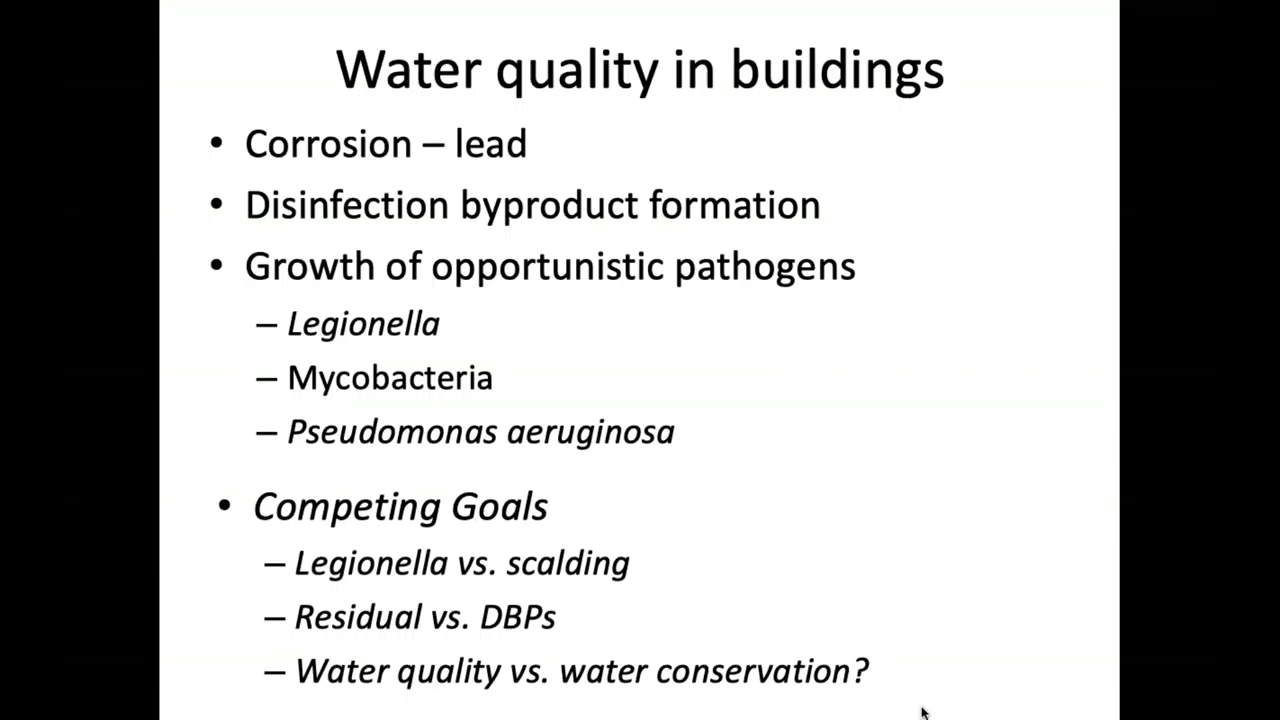 Water quality in buildings
• Corrosion – lead
• Disinfection byproduct formation
• Growth of opportunistic pathogens
– Legionella
– Mycobacteria
– Pseudomonas aeruginosa
• Competing Goals
– Legionella vs. scalding
– Residual vs. DBPs
– Water quality vs. water conservation?